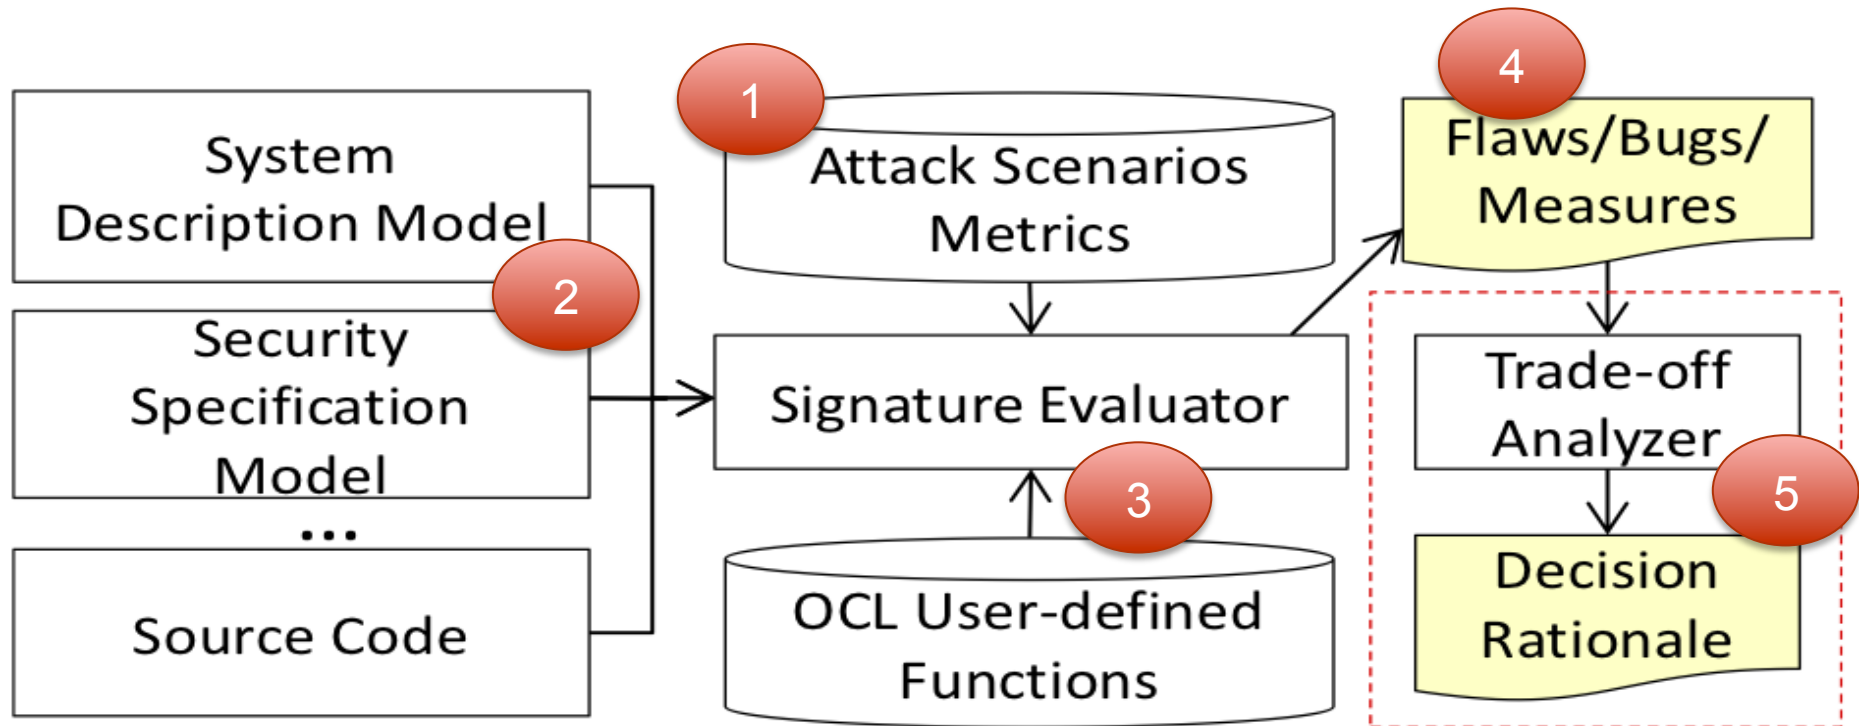 System
Description Model
2
Security
Specification
Model
...
Source Code
1
Attack Scenarios
Metrics
Signature Evaluator
3
OCL User-defined
Functions
4
Flaws/Bugs/
Measures
Trade-off
Analyzer
5
Decision
Rationale